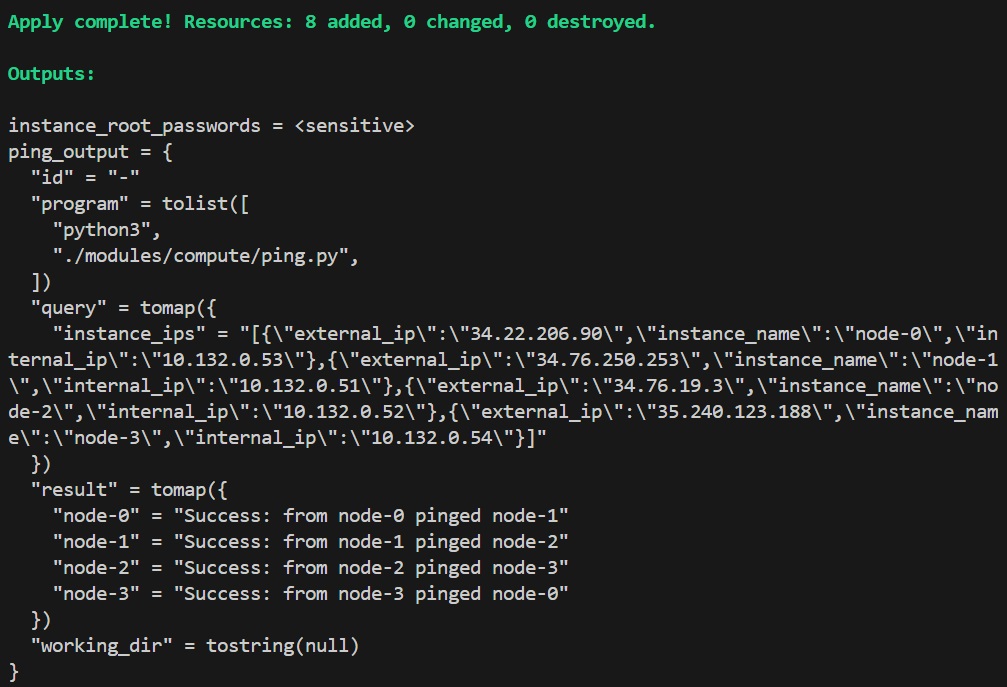 Apply complete! Resources: 8 added, 0 changed, 0 destroyed.
Outputs:
instance_root_passwords = <sensitive>
ping_output = {
  "id" = "-"
  "program" = tolist([
    "python3",
    "./modules/compute/ping.py",
  ])
  "query" = tomap({
    "instance_ips" = "[{\"external_ip\":\"34.22.206.90\",\"instance_name\":\"node-0\",\"in
ternal_ip\":\"10.132.0.53\"},{\"external_ip\":\"34.76.250.253\",\"instance_name\":\"node-1
\",\"internal_ip\":\"10.132.0.51\"},{\"external_ip\":\"34.76.19.3\",\"instance_name\":\"no
de-2\",\"internal_ip\":\"10.132.0.52\"},{\"external_ip\":\"35.240.123.188\",\"instance_nam
e\":\"node-3\",\"internal_ip\":\"10.132.0.54\"}]"
  })
  "result" = tomap({
    "node-0" = "Success: from node-0 pinged node-1"
    "node-1" = "Success: from node-1 pinged node-2"
    "node-2" = "Success: from node-2 pinged node-3"
    "node-3" = "Success: from node-3 pinged node-0"
  })
  "working_dir" = tostring(null)
}